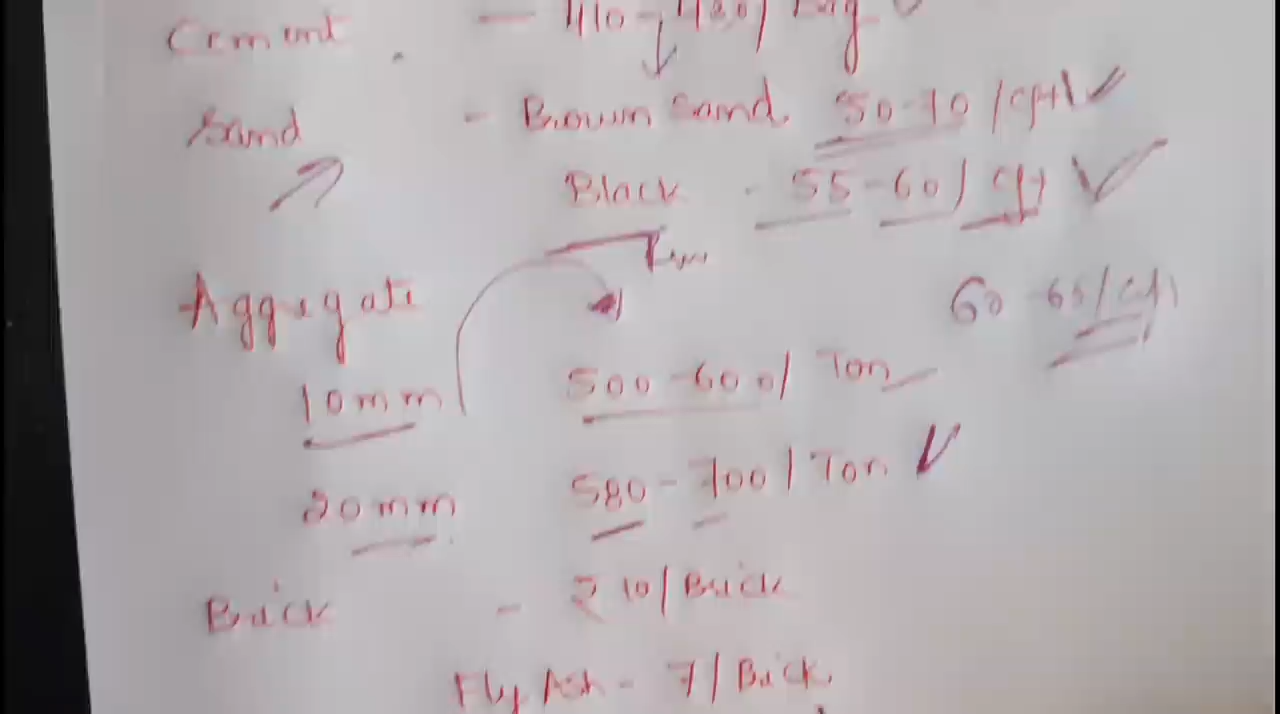 Cement — 410-430/Bag
Sand - Brown Sand 50-70/cft
Black - 55-60/cft
Aggregate 60-65/cft
10mm 500-600/Ton
20mm 580-700/Ton
Brick - ₹10/Brick
Fly Ash - 7/Brick